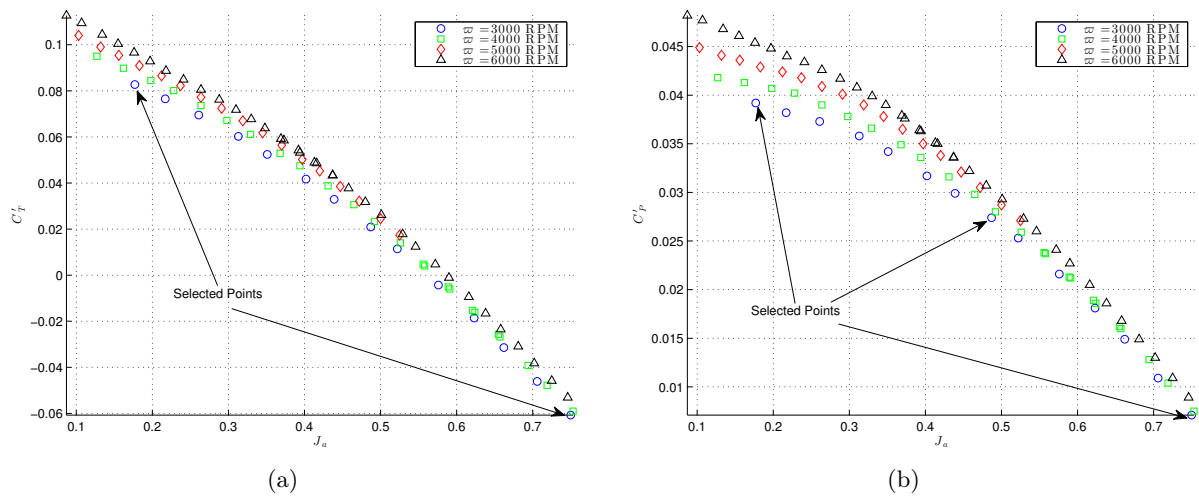 ϖ =3000 RPM
ϖ =4000 RPM
ϖ =5000 RPM
ϖ =6000 RPM
0.1
0.08
0.06
0.04
0.02
0
−0.02
−0.04
−0.06
C′_T
Selected Points
0.1 0.2 0.3 0.4 0.5 0.6 0.7
J_a
(a)
ϖ =3000 RPM
ϖ =4000 RPM
ϖ =5000 RPM
ϖ =6000 RPM
0.045
0.04
0.035
0.03
0.025
0.02
0.015
0.01
C′_P
Selected Points
0.1 0.2 0.3 0.4 0.5 0.6 0.7
J_a
(b)